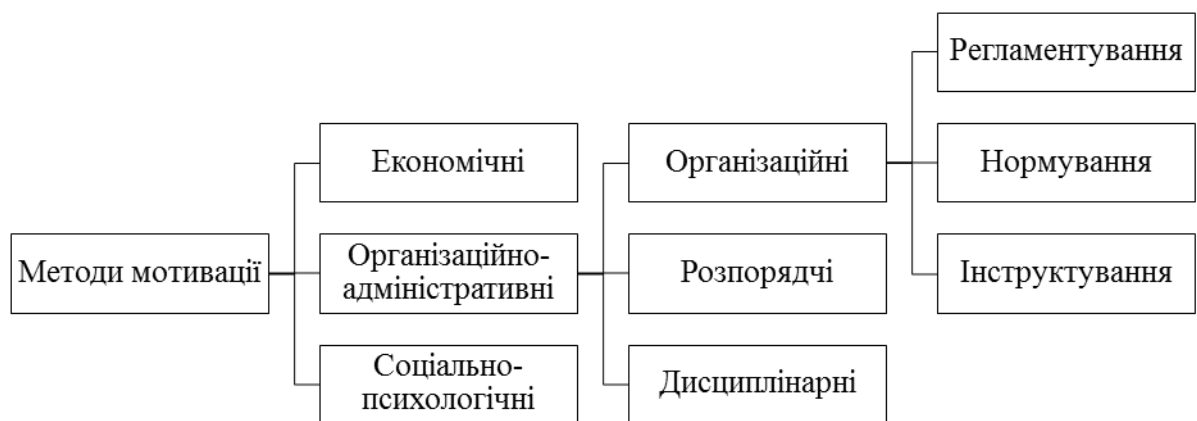 Методи мотивації
Економічні
Організаційно-
адміністративні
Соціально-
психологічні
Організаційні
Розпорядчі
Дисциплінарні
Регламентування
Нормування
Інструктування